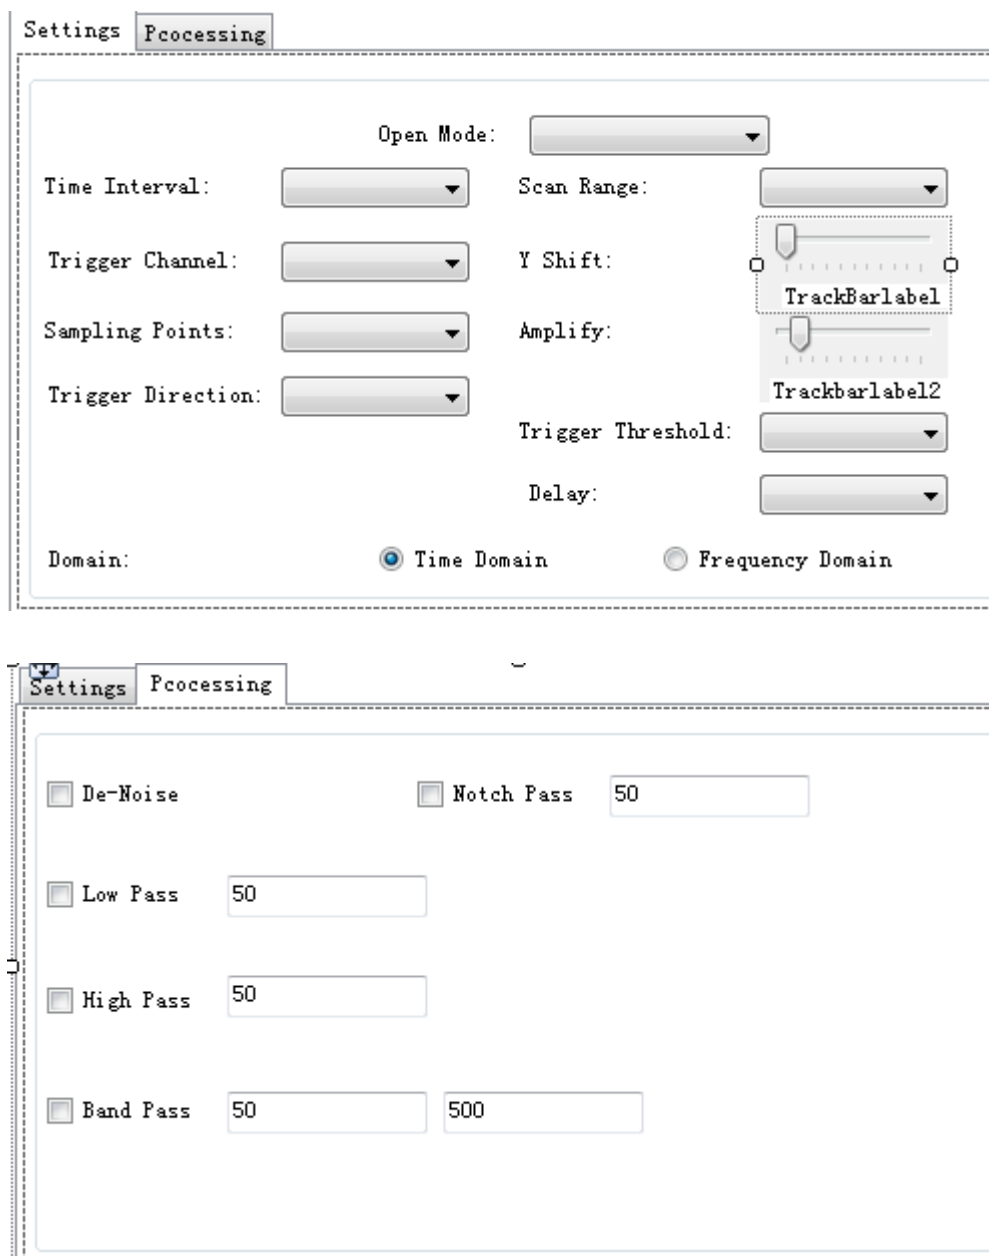 Settings Pcocessing
Open Mode:
Time Interval: Scan Range:
Trigger Channel: Y Shift:
TrackBarlabel
Sampling Points: Amplify:
Trackbarlabel2
Trigger Direction:
Trigger Threshold:
Delay:
Domain: Time Domain Frequency Domain
Settings Pcocessing
De-Noise Notch Pass 50
Low Pass 50
High Pass 50
Band Pass 50 500